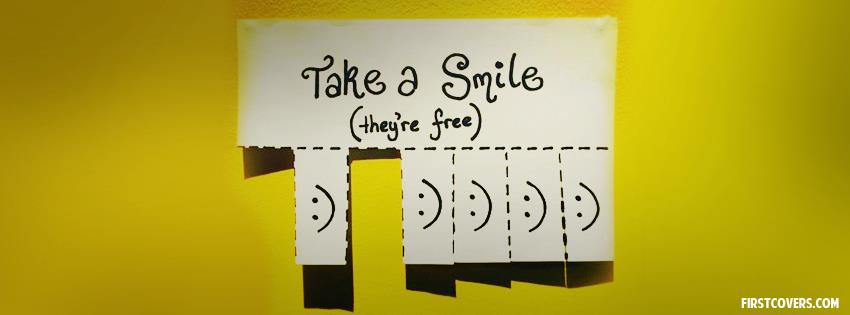 Take a Smile
(they're free)
:) :) :) :) :)
FIRSTCOVERS.COM